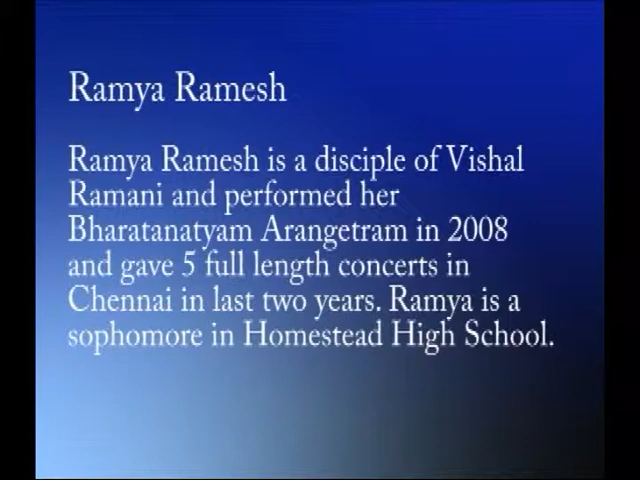 Ramya Ramesh
Ramya Ramesh is a disciple of Vishal
Ramani and performed her
Bharatanatyam Arangetram in 2008
and gave 5 full length concerts in
Chennai in last two years. Ramya is a
sophomore in Homestead High School.